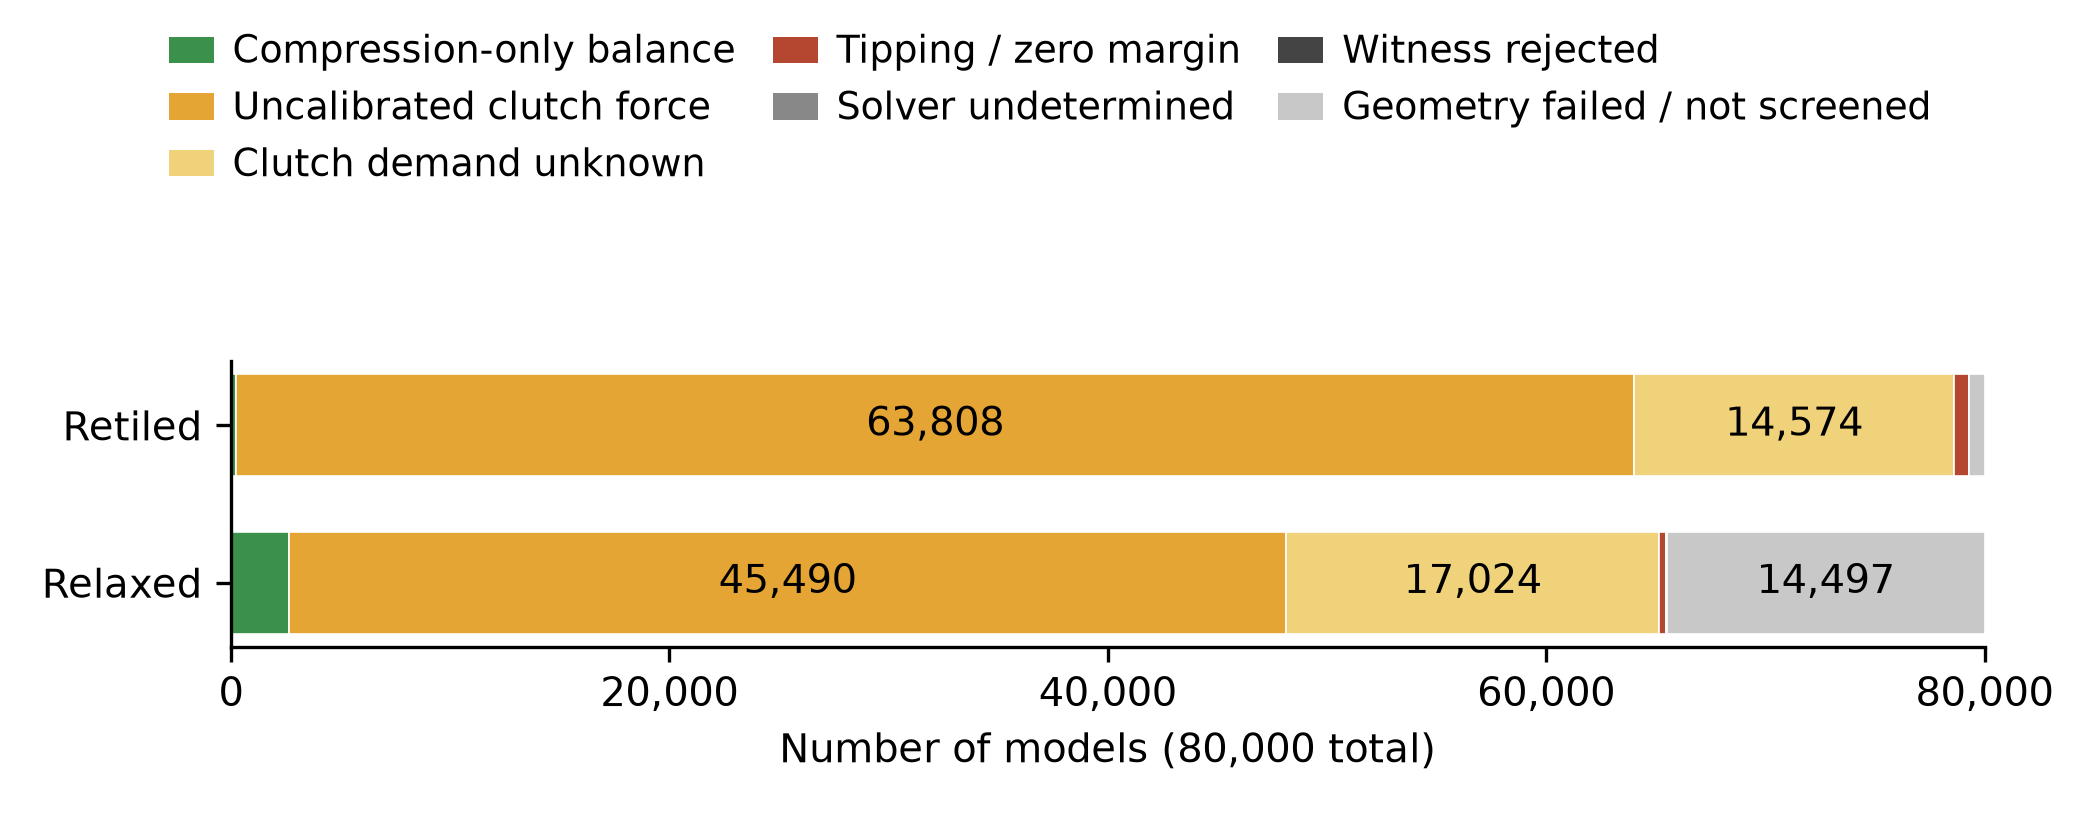 Compression-only balance
Uncalibrated clutch force
Clutch demand unknown
Tipping / zero margin
Solver undetermined
Witness rejected
Geometry failed / not screened
Retiled
63,808
14,574
Relaxed
45,490
17,024
14,497
0
20,000
40,000
60,000
80,000
Number of models (80,000 total)